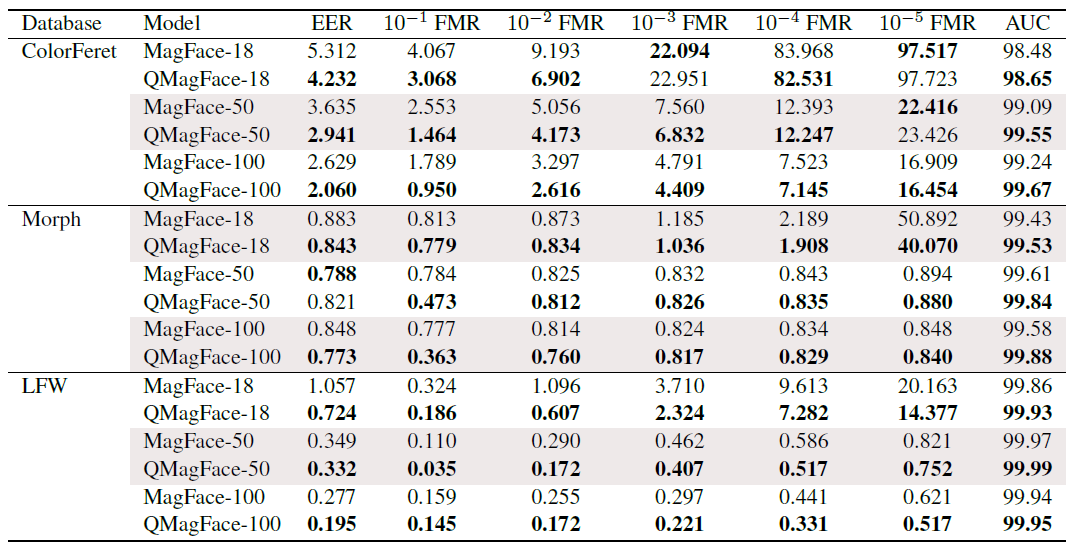 Database Model EER 10−1 FMR 10−2 FMR 10−3 FMR 10−4 FMR 10−5 FMR AUC
ColorFeret MagFace-18 5.312 4.067 9.193 22.094 83.968 97.517 98.48
QMagFace-18 4.232 3.068 6.902 22.951 82.531 97.723 98.65
MagFace-50 3.635 2.553 5.056 7.560 12.393 22.416 99.09
QMagFace-50 2.941 1.464 4.173 6.832 12.247 23.426 99.55
MagFace-100 2.629 1.789 3.297 4.791 7.523 16.909 99.24
QMagFace-100 2.060 0.950 2.616 4.409 7.145 16.454 99.67
Morph MagFace-18 0.883 0.813 0.873 1.185 2.189 50.892 99.43
QMagFace-18 0.843 0.779 0.834 1.036 1.908 40.070 99.53
MagFace-50 0.788 0.784 0.825 0.832 0.843 0.894 99.61
QMagFace-50 0.821 0.473 0.812 0.826 0.835 0.880 99.84
MagFace-100 0.848 0.777 0.814 0.824 0.834 0.848 99.58
QMagFace-100 0.773 0.363 0.760 0.817 0.829 0.840 99.88
LFW MagFace-18 1.057 0.324 1.096 3.710 9.613 20.163 99.86
QMagFace-18 0.724 0.186 0.607 2.324 7.282 14.377 99.93
MagFace-50 0.349 0.110 0.290 0.462 0.586 0.821 99.97
QMagFace-50 0.332 0.035 0.172 0.407 0.517 0.752 99.99
MagFace-100 0.277 0.159 0.255 0.297 0.441 0.621 99.94
QMagFace-100 0.195 0.145 0.172 0.221 0.331 0.517 99.95